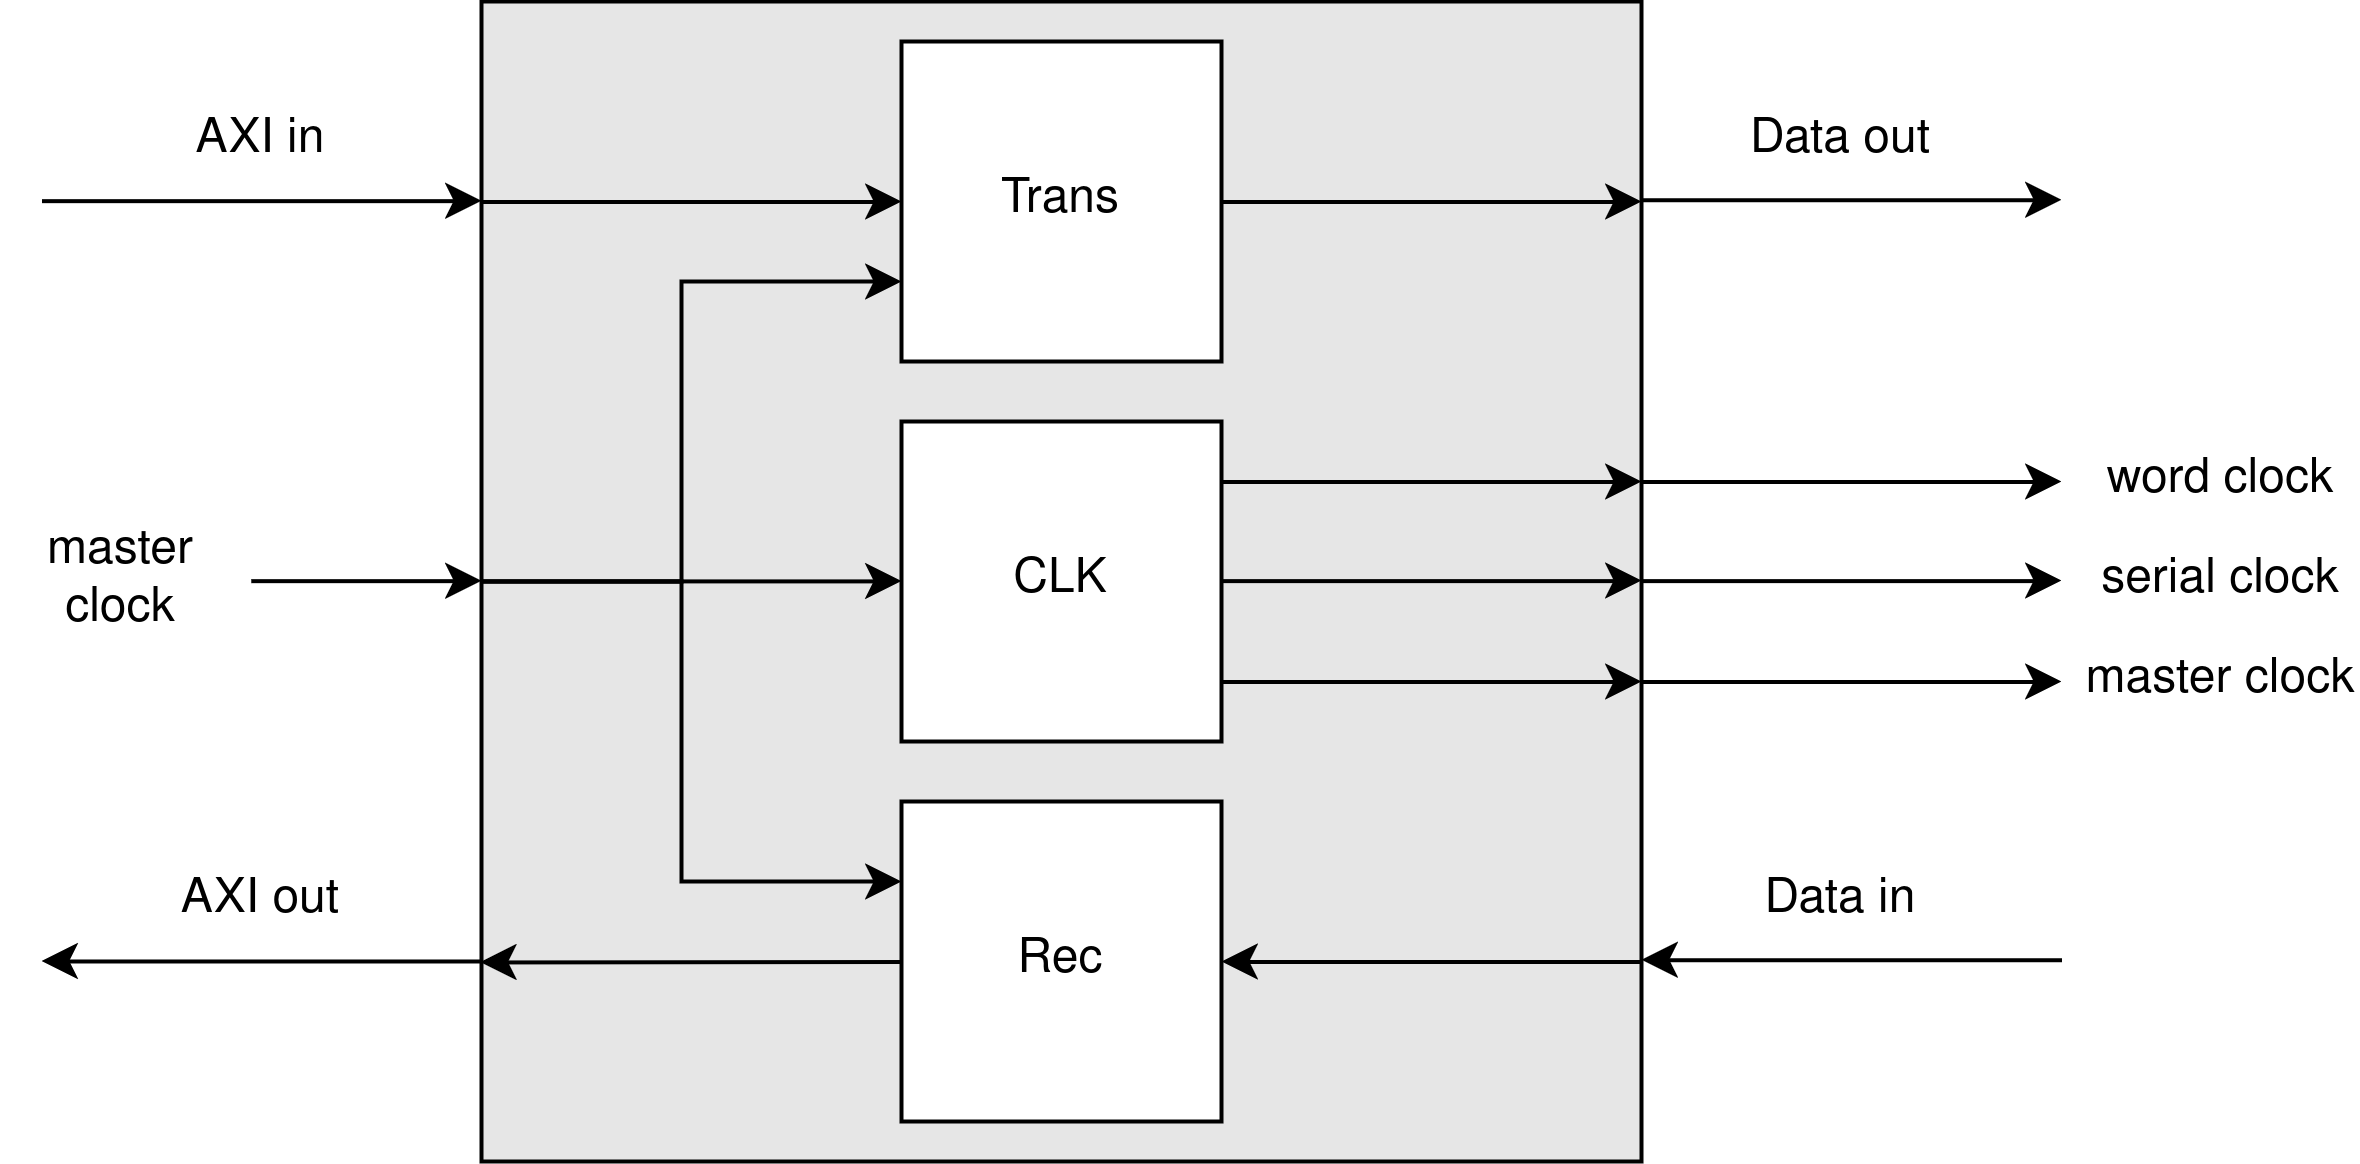 AXI in
Trans
Data out
master
clock
CLK
word clock
serial clock
master clock
AXI out
Rec
Data in